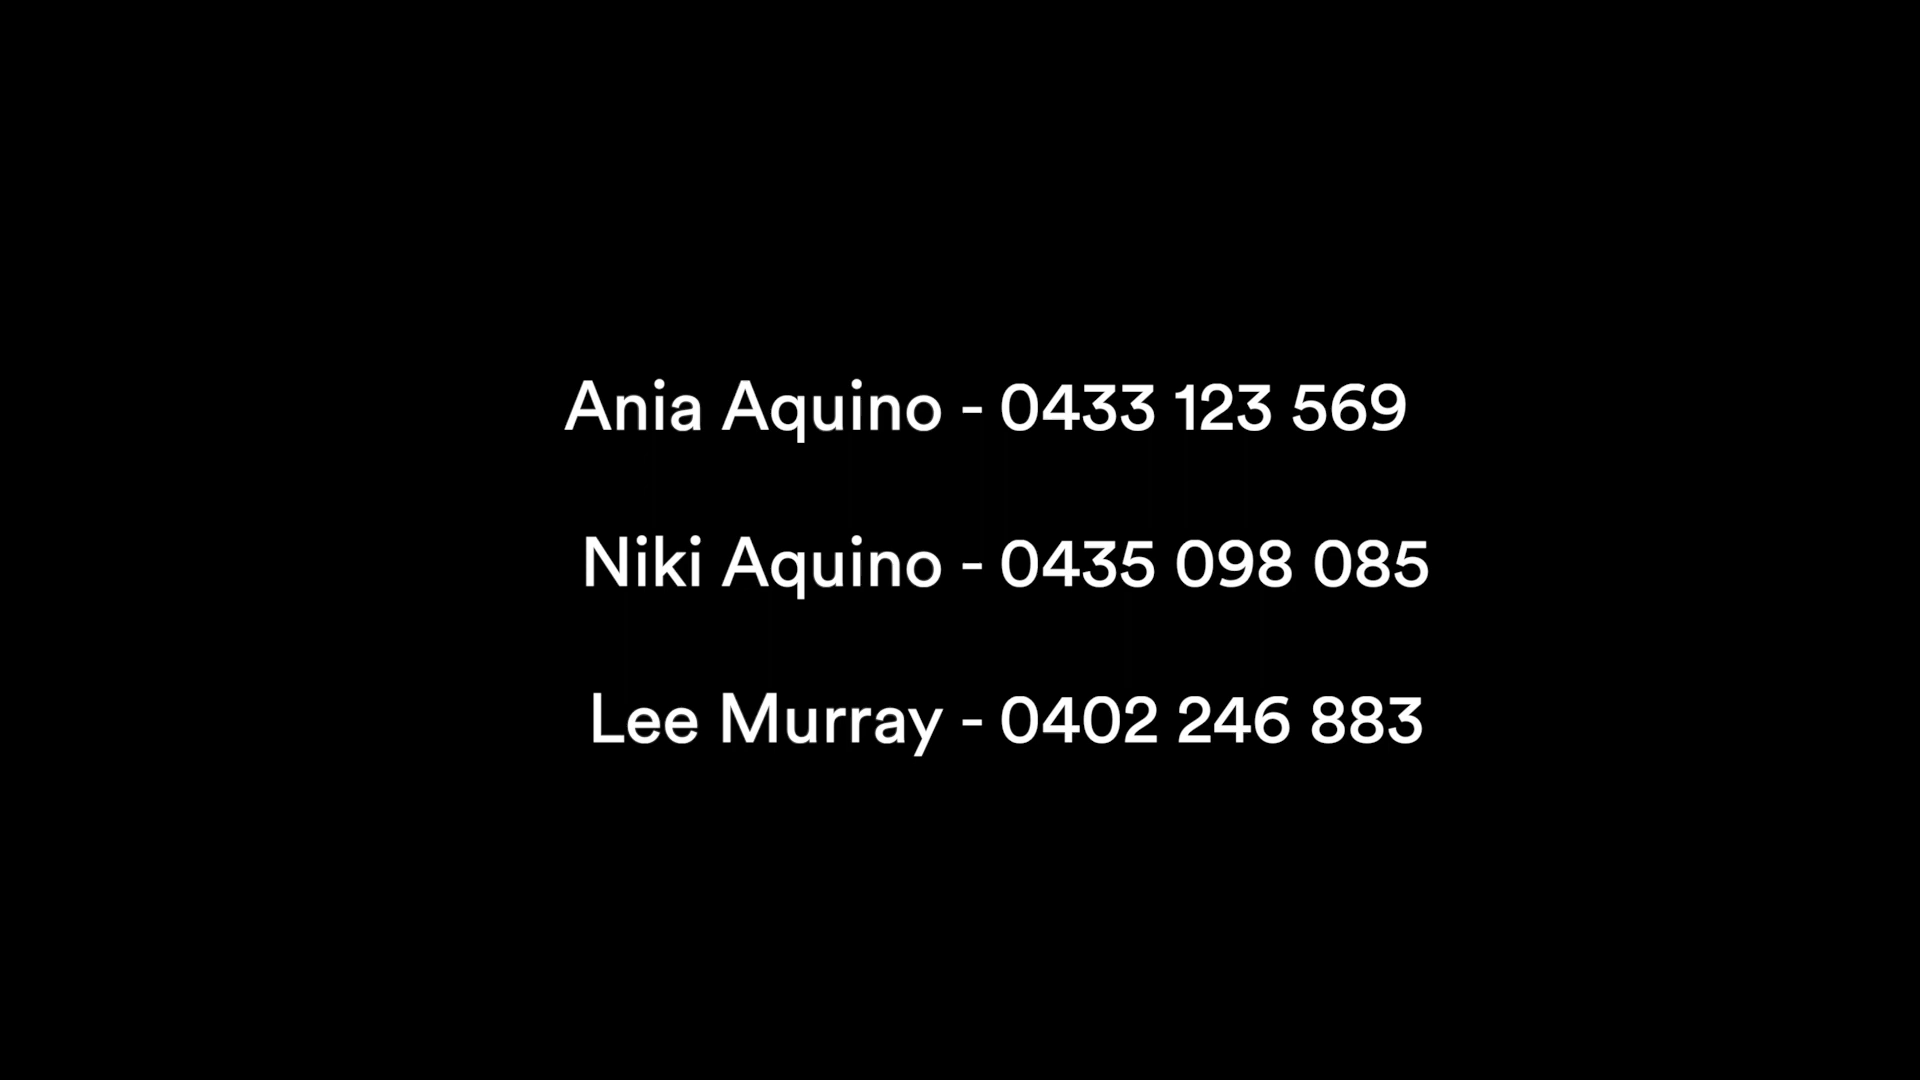 Ania Aquino - 0433 123 569
Niki Aquino - 0435 098 085
Lee Murray - 0402 246 883